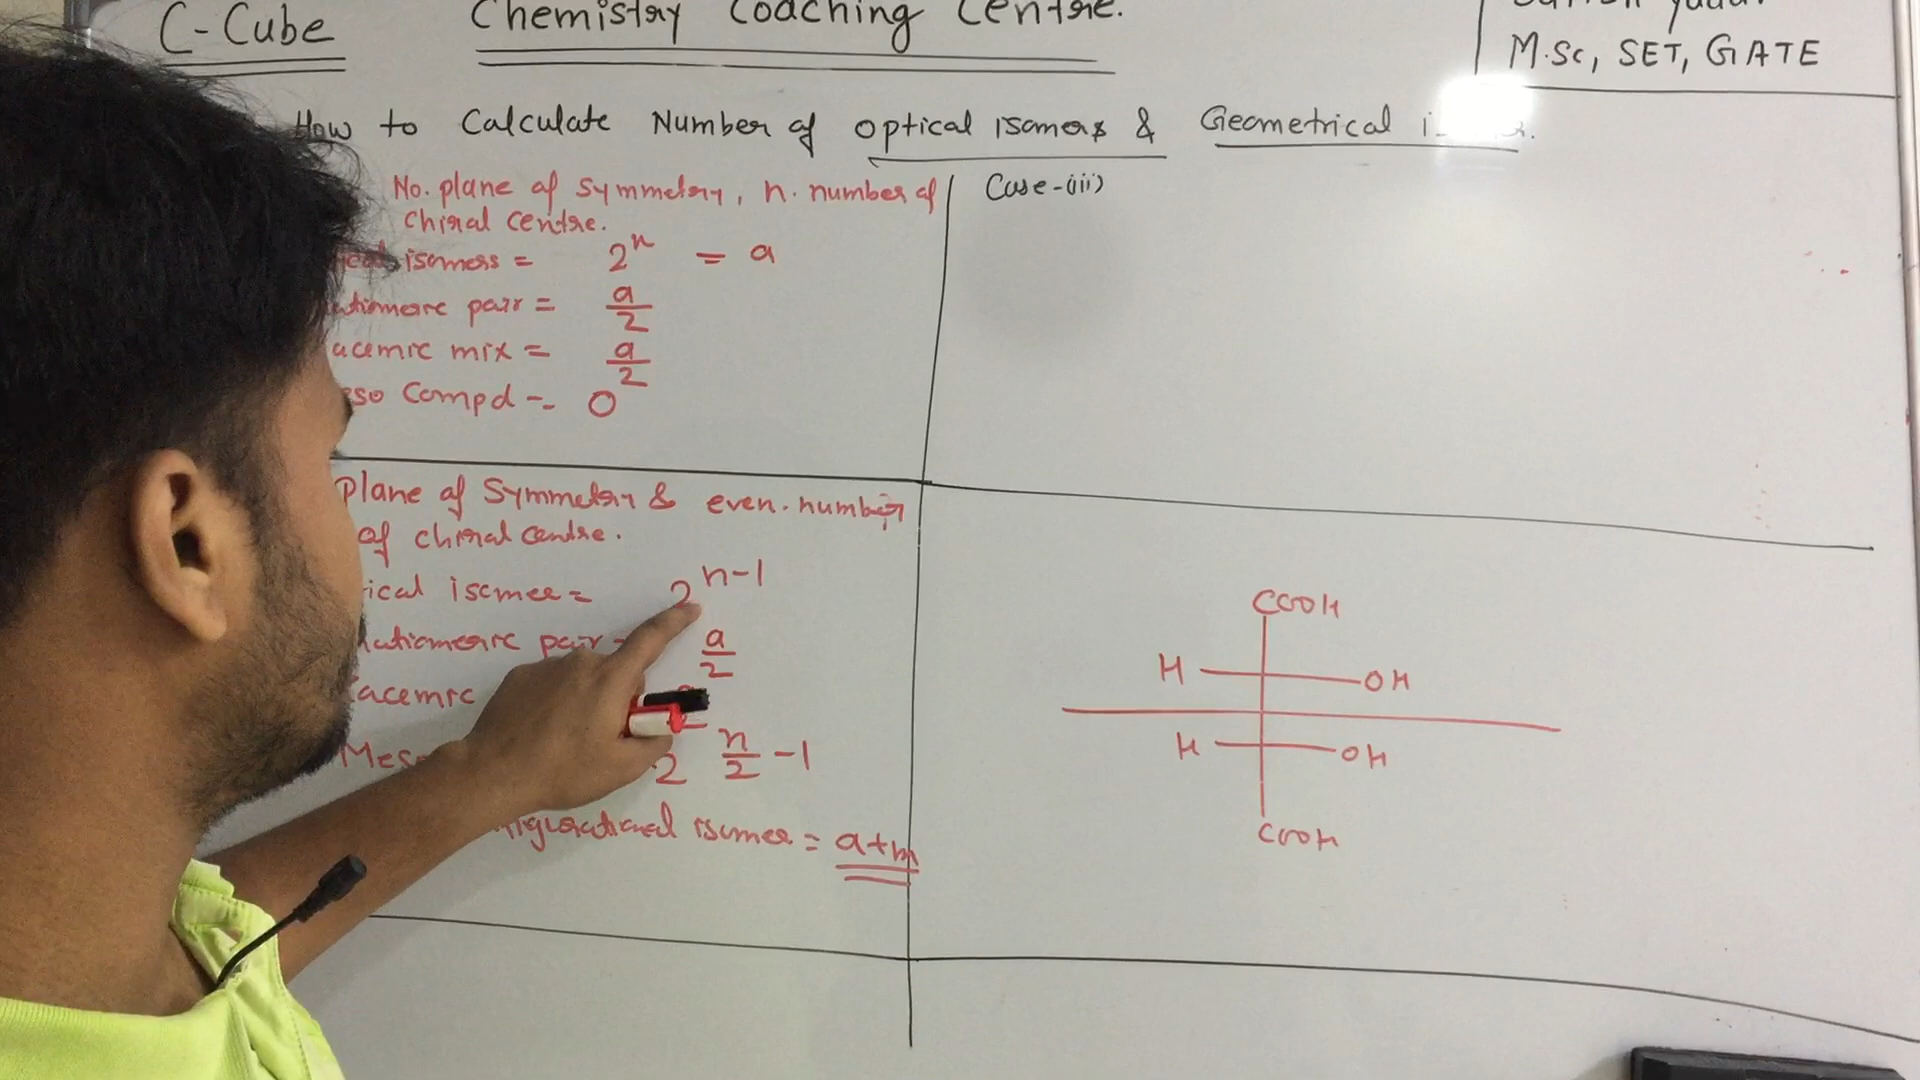 C-Cube Chemistry Coaching Centre.
M.Sc, SET, GATE
How to Calculate Number of optical isomers & Geometrical
No. plane of symmetry, n. number of
chiral centre.
isomers = 2^n = a
pair = a/2
mix = a/2
Compd - 0
Case-(iii)
plane of Symmetry & even. number
of chiral centre.
isomer = 2^n-1
pair a/2
n/2 -1
2
isomer = a+m
COOH
H OH
H OH
COOH